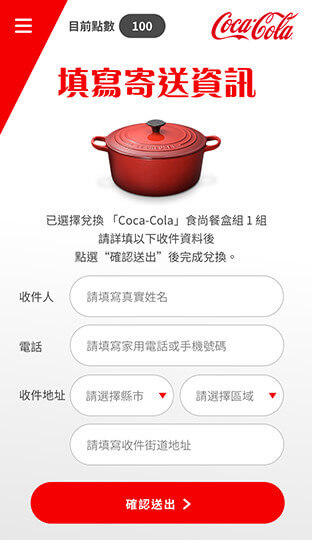 目前點數 100
Coca-Cola
填寫寄送資訊
已選擇兌換 「Coca-Cola」食尚餐盒組 1 組
請詳填以下收件資料後
點選“確認送出”後完成兌換。
收件人 請填寫真實姓名
電話 請填寫家用電話或手機號碼
收件地址 請選擇縣市 請選擇區域
請填寫收件街道地址
確認送出